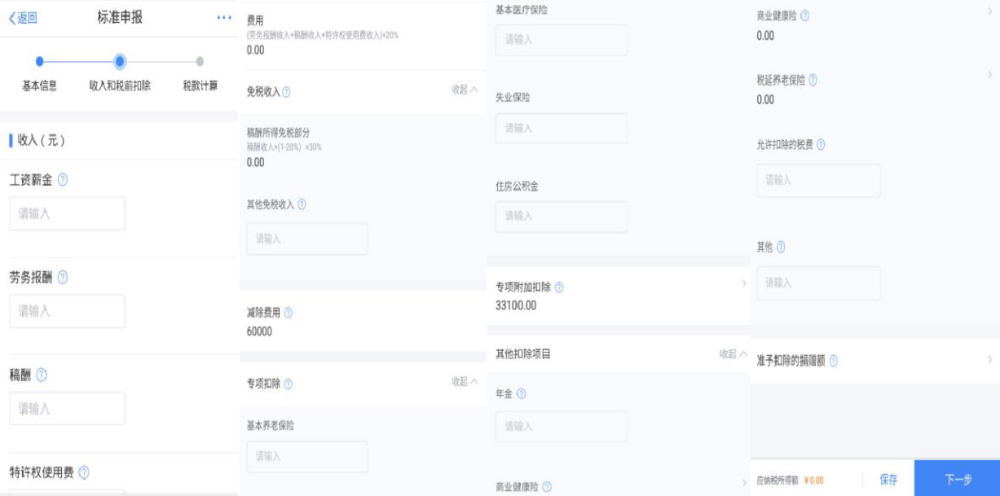 返回
标准申报
...
基本信息
收入和税前扣除
税款计算
收入（元）
工资薪金 ?
请输入
劳务报酬 ?
请输入
稿酬 ?
请输入
特许权使用费 ?
费用
(劳务报酬收入+稿酬收入+特许权使用费收入)×20%
0.00
免税收入 ?
收起
稿酬所得免税部分
稿酬收入×(1-20%) ×30%
0.00
其他免税收入 ?
请输入
减除费用 ?
60000
专项扣除 ?
收起
基本养老保险
请输入
基本医疗保险
请输入
失业保险
请输入
住房公积金
请输入
专项附加扣除 ?
33100.00
其他扣除项目
收起
年金 ?
请输入
商业健康险 ?
商业健康险 ?
0.00
税延养老保险 ?
0.00
允许扣除的税费 ?
请输入
其他 ?
请输入
准予扣除的捐赠额 ?
应纳税所得额 ￥0.00
保存
下一步